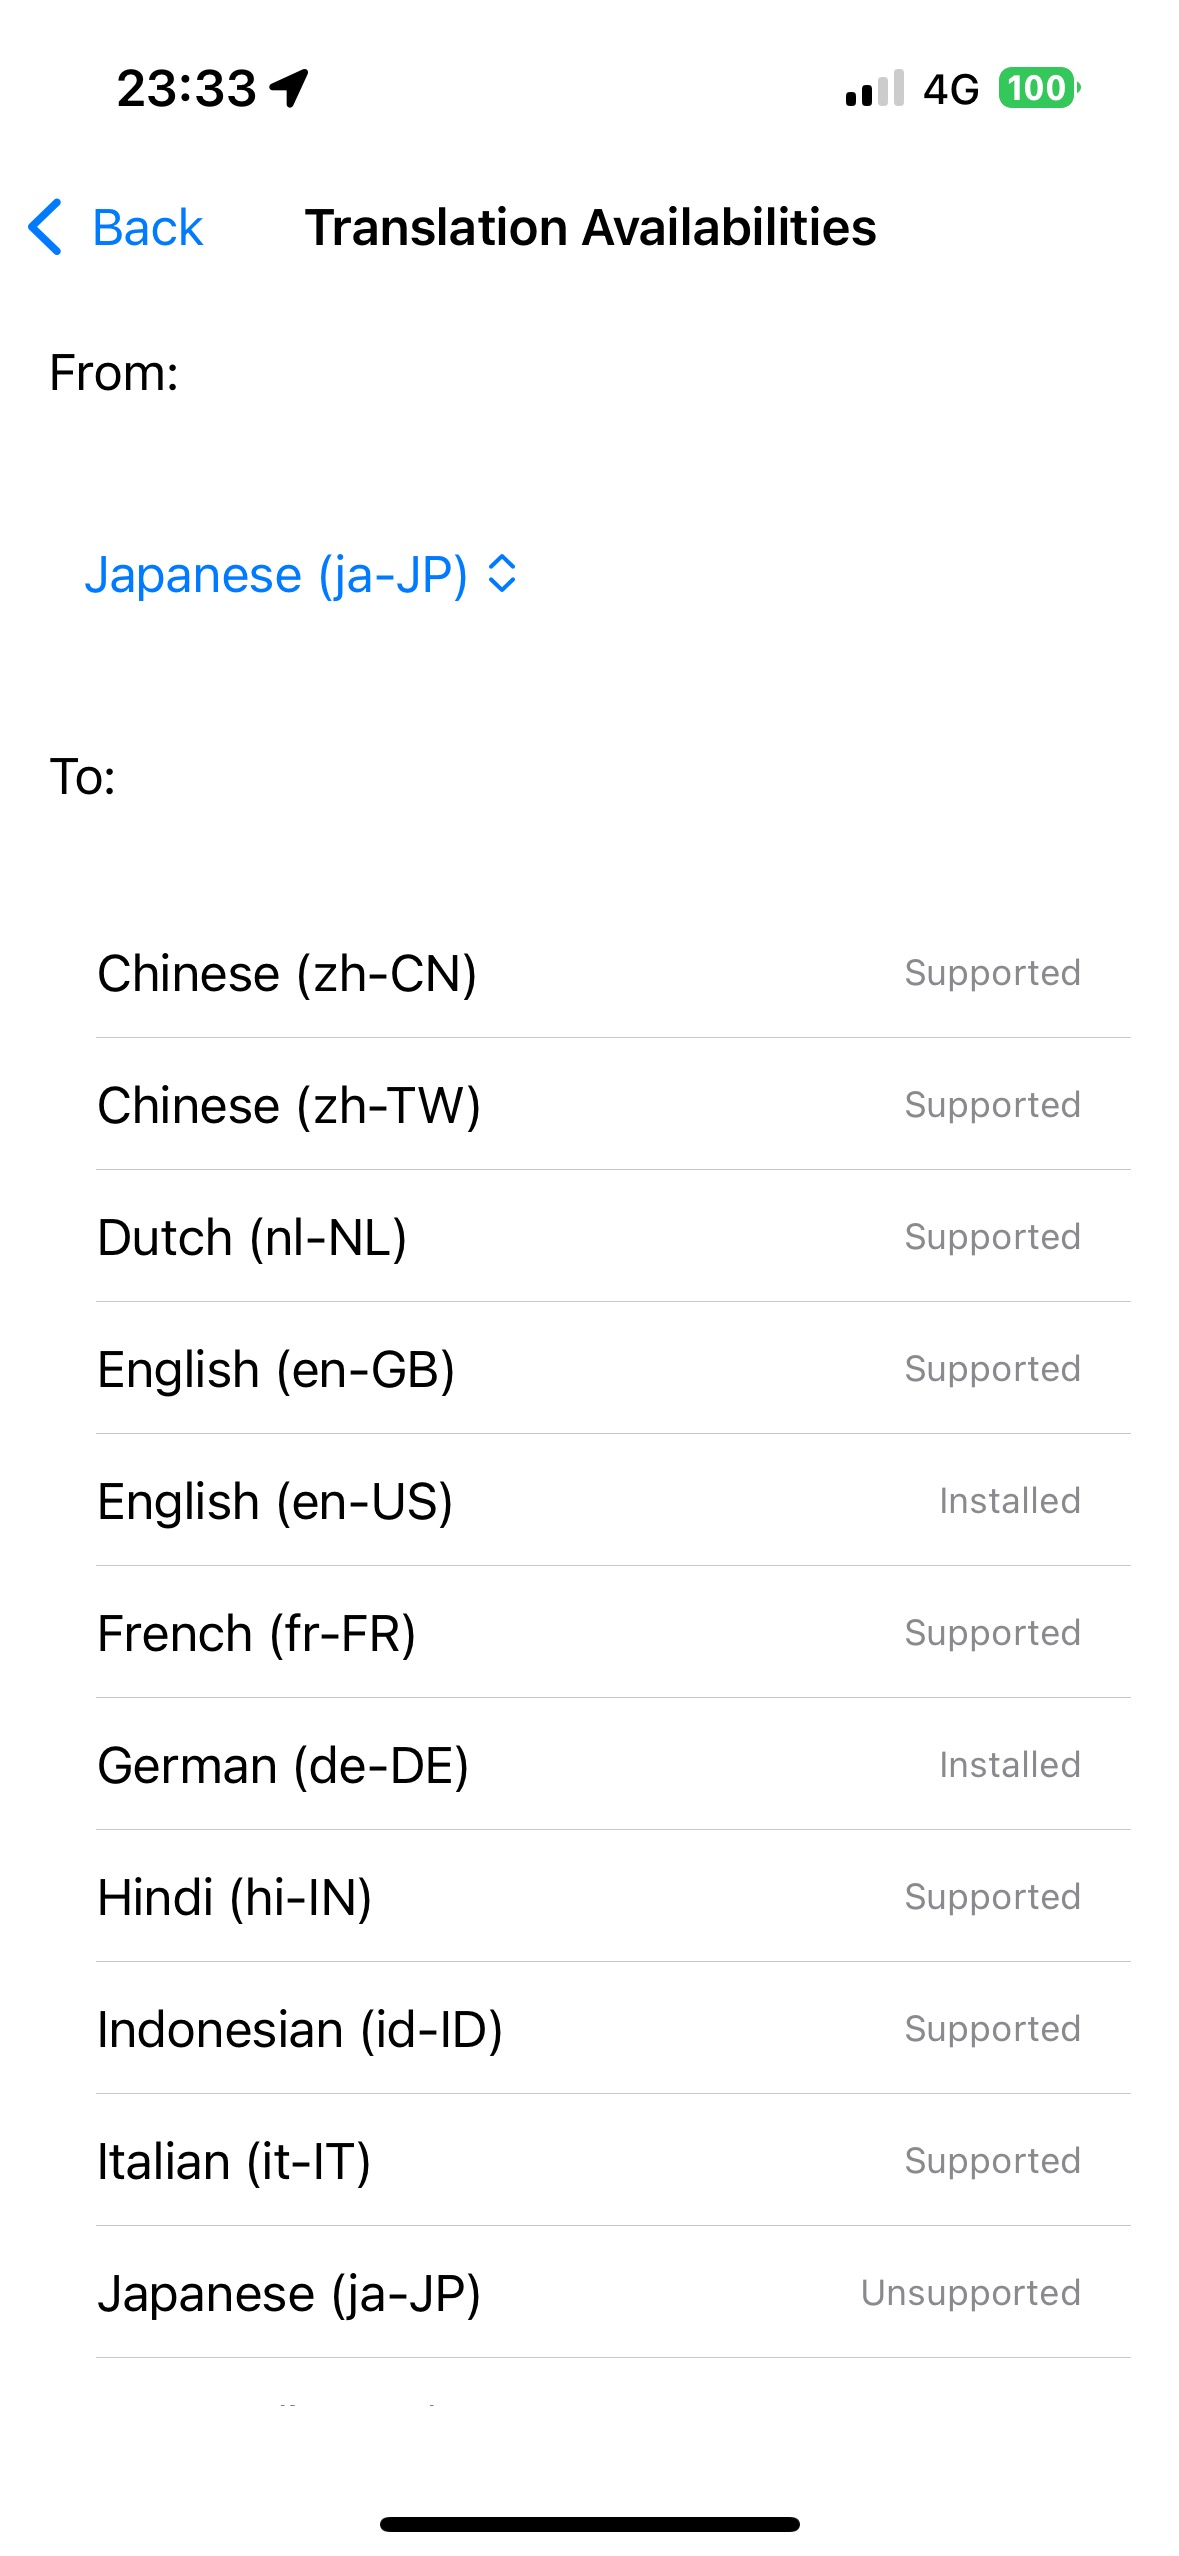 23:33
4G 100
Back
Translation Availabilities
From:
Japanese (ja-JP)
To:
Chinese (zh-CN) Supported
Chinese (zh-TW) Supported
Dutch (nl-NL) Supported
English (en-GB) Supported
English (en-US) Installed
French (fr-FR) Supported
German (de-DE) Installed
Hindi (hi-IN) Supported
Indonesian (id-ID) Supported
Italian (it-IT) Supported
Japanese (ja-JP) Unsupported